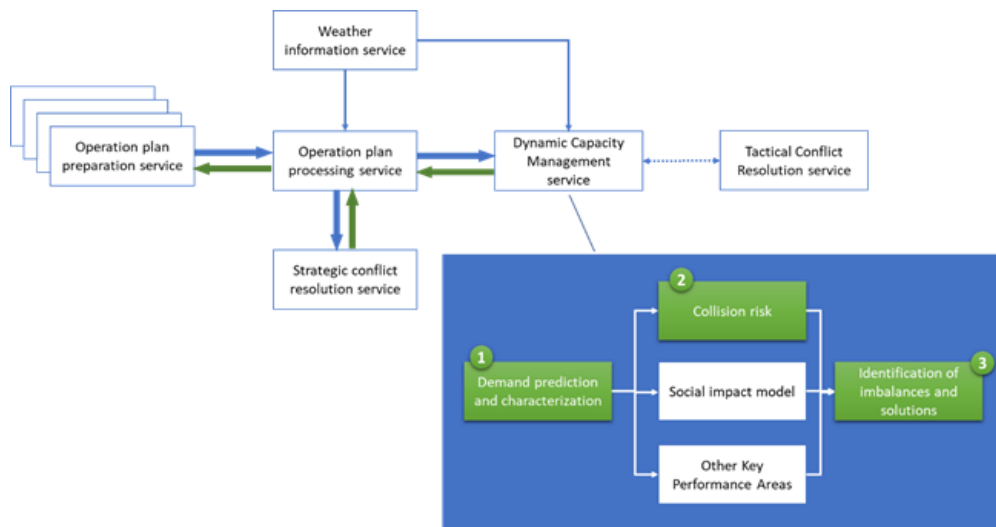 Weather
information service
Operation plan
preparation service
Operation plan
processing service
Dynamic Capacity
Management
service
Tactical Conflict
Resolution service
Strategic conflict
resolution service
2
Collision risk
1
Demand prediction
and characterization
Social impact model
3
Identification of
imbalances and
solutions
Other Key
Performance Areas